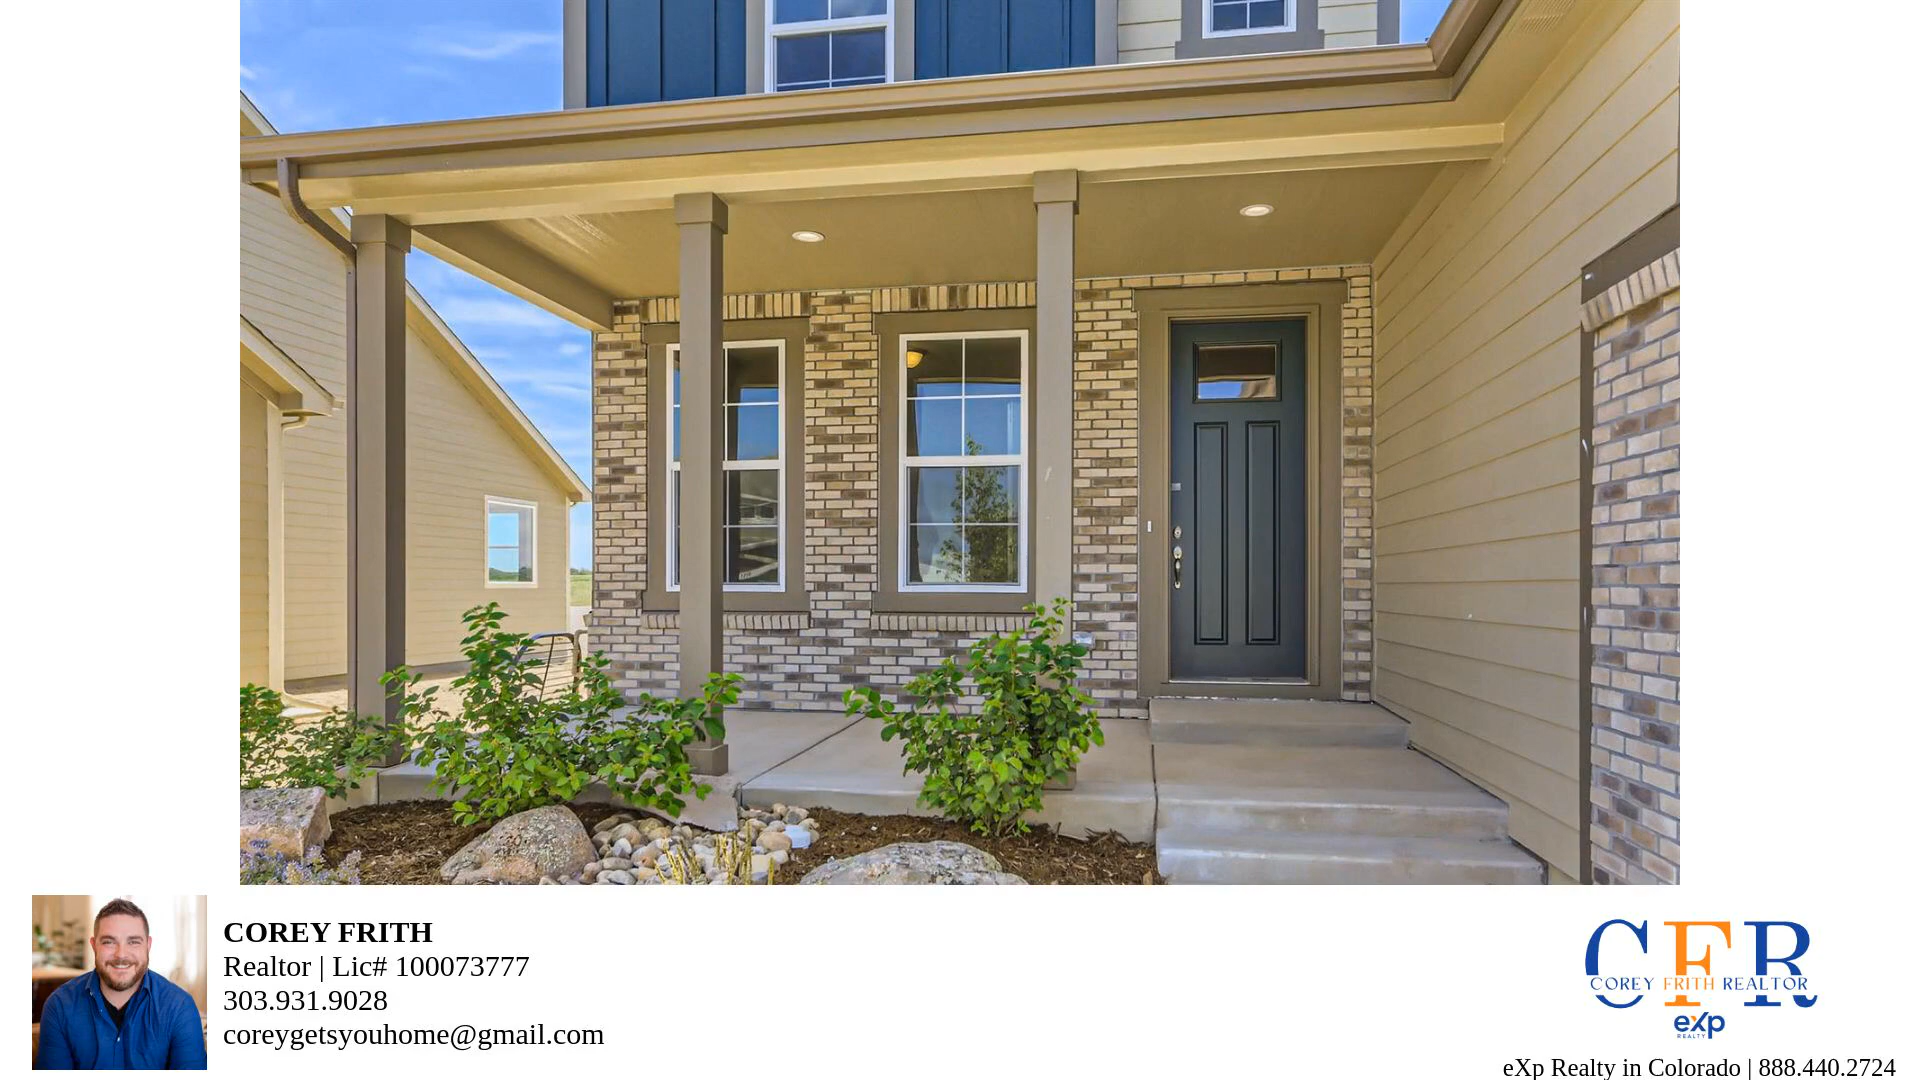 COREY FRITH
Realtor | Lic# 100073777
303.931.9028
coreygetsyouhome@gmail.com
CFR
COREY FRITH REALTOR
eXp
REALTY
eXp Realty in Colorado | 888.440.2724